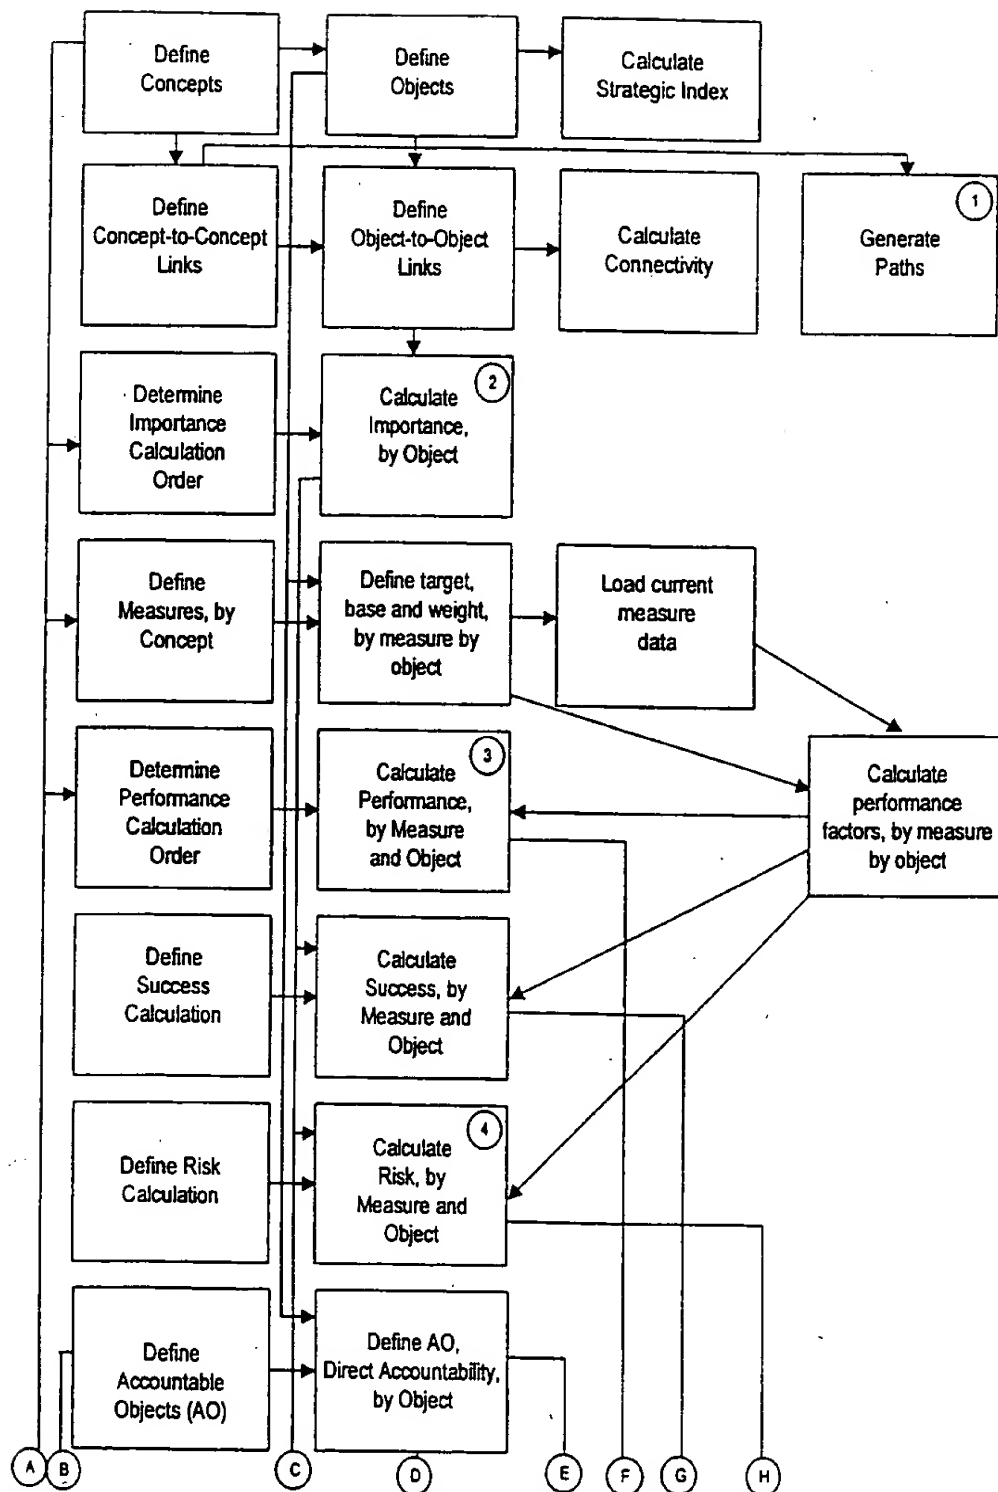 Define
Concepts
Define
Objects
Calculate
Strategic Index
Define
Concept-to-Concept
Links
Define
Object-to-Object
Links
Calculate
Connectivity
1
Generate
Paths
Determine
Importance
Calculation
Order
2
Calculate
Importance,
by Object
Define
Measures, by
Concept
Define target,
base and weight,
by measure by
object
Load current
measure
data
Determine
Performance
Calculation
Order
3
Calculate
Performance,
by Measure
and Object
Calculate
performance
factors, by measure
by object
Define
Success
Calculation
Calculate
Success, by
Measure and
Object
Define Risk
Calculation
4
Calculate
Risk, by
Measure and
Object
Define
Accountable
Objects (AO)
Define AO,
Direct Accountability,
by Object
A B C D E F G H